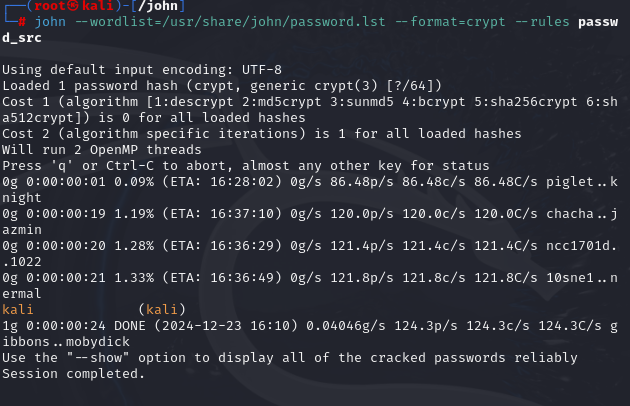 ┌──(root㉿kali)-[/john]
└─# john --wordlist=/usr/share/john/password.lst --format=crypt --rules passw
d_src
Using default input encoding: UTF-8
Loaded 1 password hash (crypt, generic crypt(3) [?/64])
Cost 1 (algorithm [1:descrypt 2:md5crypt 3:sunmd5 4:bcrypt 5:sha256crypt 6:sh
a512crypt]) is 0 for all loaded hashes
Cost 2 (algorithm specific iterations) is 1 for all loaded hashes
Will run 2 OpenMP threads
Press 'q' or Ctrl-C to abort, almost any other key for status
0g 0:00:00:01 0.09% (ETA: 16:28:02) 0g/s 86.48p/s 86.48c/s 86.48C/s piglet..k
night
0g 0:00:00:19 1.19% (ETA: 16:37:10) 0g/s 120.0p/s 120.0c/s 120.0C/s chacha..j
azmin
0g 0:00:00:20 1.28% (ETA: 16:36:29) 0g/s 121.4p/s 121.4c/s 121.4C/s ncc1701d.
.1022
0g 0:00:00:21 1.33% (ETA: 16:36:49) 0g/s 121.8p/s 121.8c/s 121.8C/s 10sne1..n
ermal
kali             (kali)
1g 0:00:00:24 DONE (2024-12-23 16:10) 0.04046g/s 124.3p/s 124.3c/s 124.3C/s g
ibbons..mobydick
Use the "--show" option to display all of the cracked passwords reliably
Session completed.